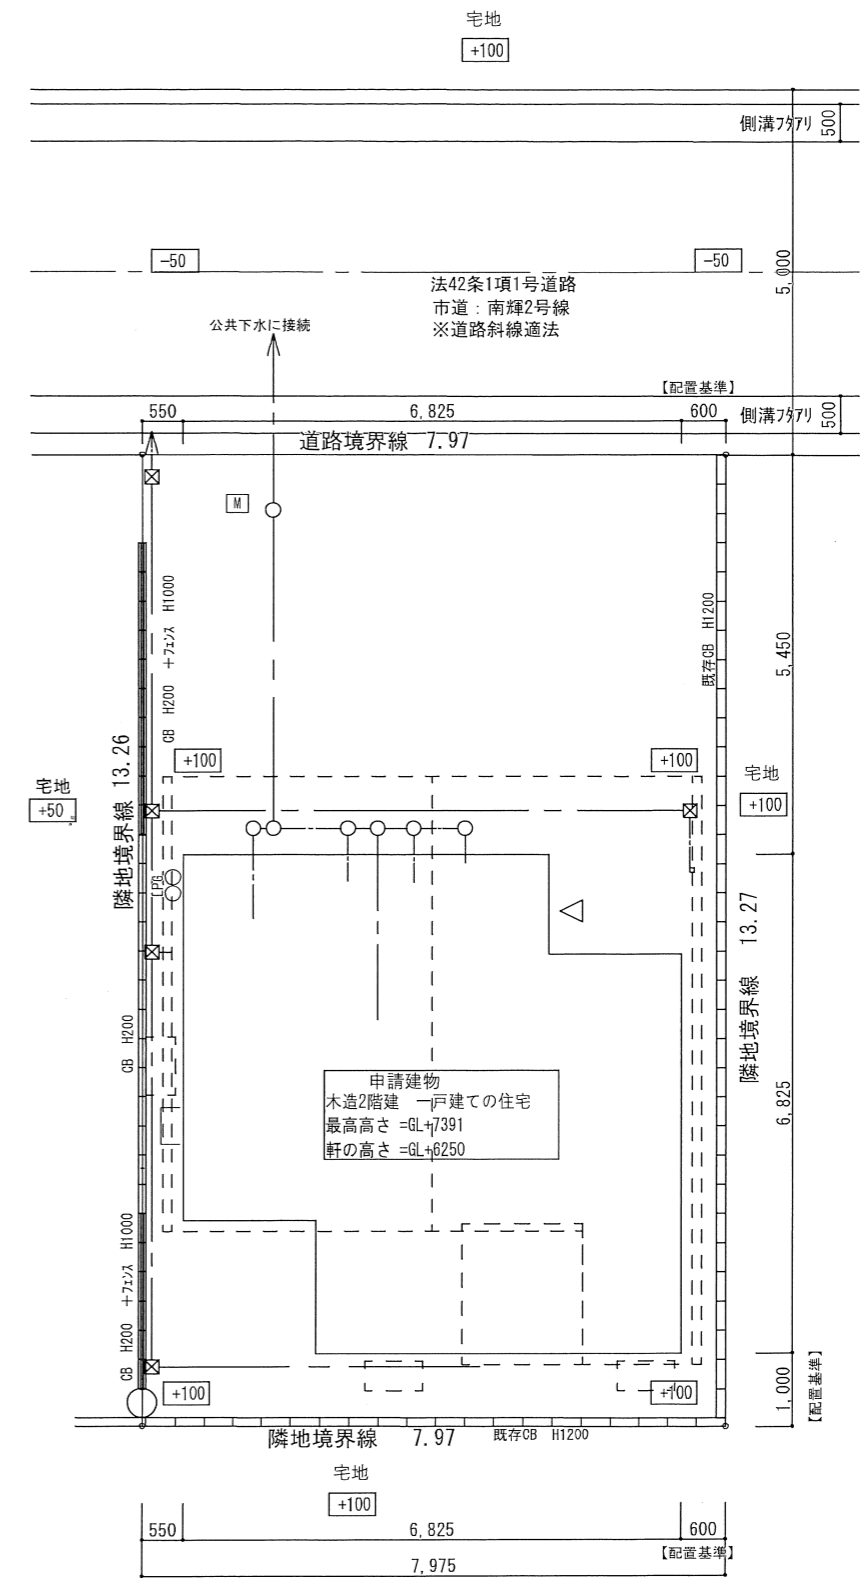 宅地
+100
側溝フタアリ
500
-50
-50
5,000
法42条1項1号道路
市道：南輝2号線
※道路斜線適法
公共下水に接続
【配置基準】
550
6,825
600
側溝フタアリ
500
道路境界線 7.97
M
CB H200 +フェンス H1000
既存CB H1200
5,450
+100
+100
隣地境界線 13.26
宅地
+50
宅地
+100
LPG
隣地境界線 13.27
CB H200
申請建物
木造2階建 一戸建ての住宅
最高高さ =GL+7391
軒の高さ =GL+6250
6,825
CB H200 +フェンス H1000
+100
+100
1,000
【配置基準】
隣地境界線 7.97
既存CB H1200
宅地
+100
550
6,825
600
【配置基準】
7,975